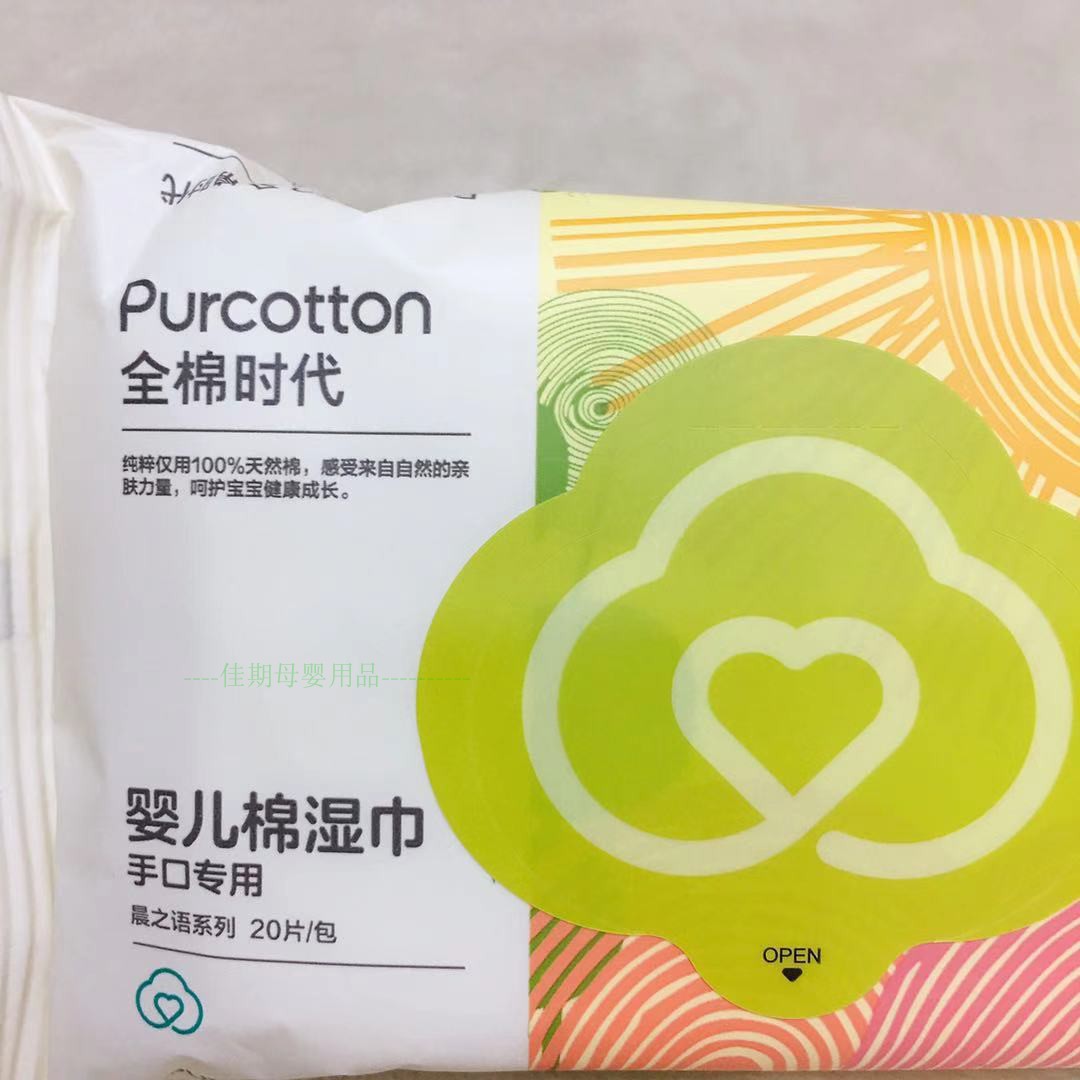 Purcotton
全棉时代
纯粹仅用100%天然棉，感受来自自然的亲
肤力量，呵护宝宝健康成长。
----佳期母婴用品----------
婴儿棉湿巾
手口专用
晨之语系列 20片/包
OPEN